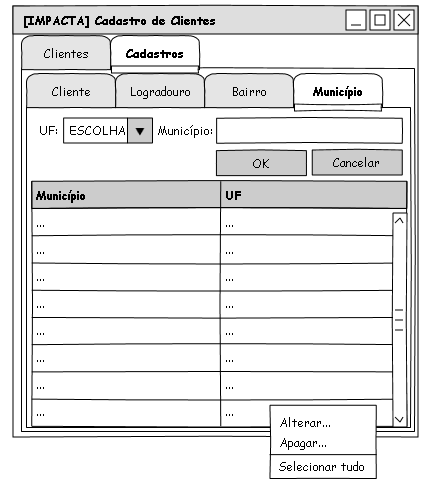 [IMPACTA] Cadastro de Clientes
Clientes Cadastros
Cliente Logradouro Bairro Município
UF: ESCOLHA Município:
OK Cancelar
Município UF
... ...
... ...
... ...
... ...
... ...
... ...
... ...
... ...
Alterar...
Apagar...
Selecionar tudo